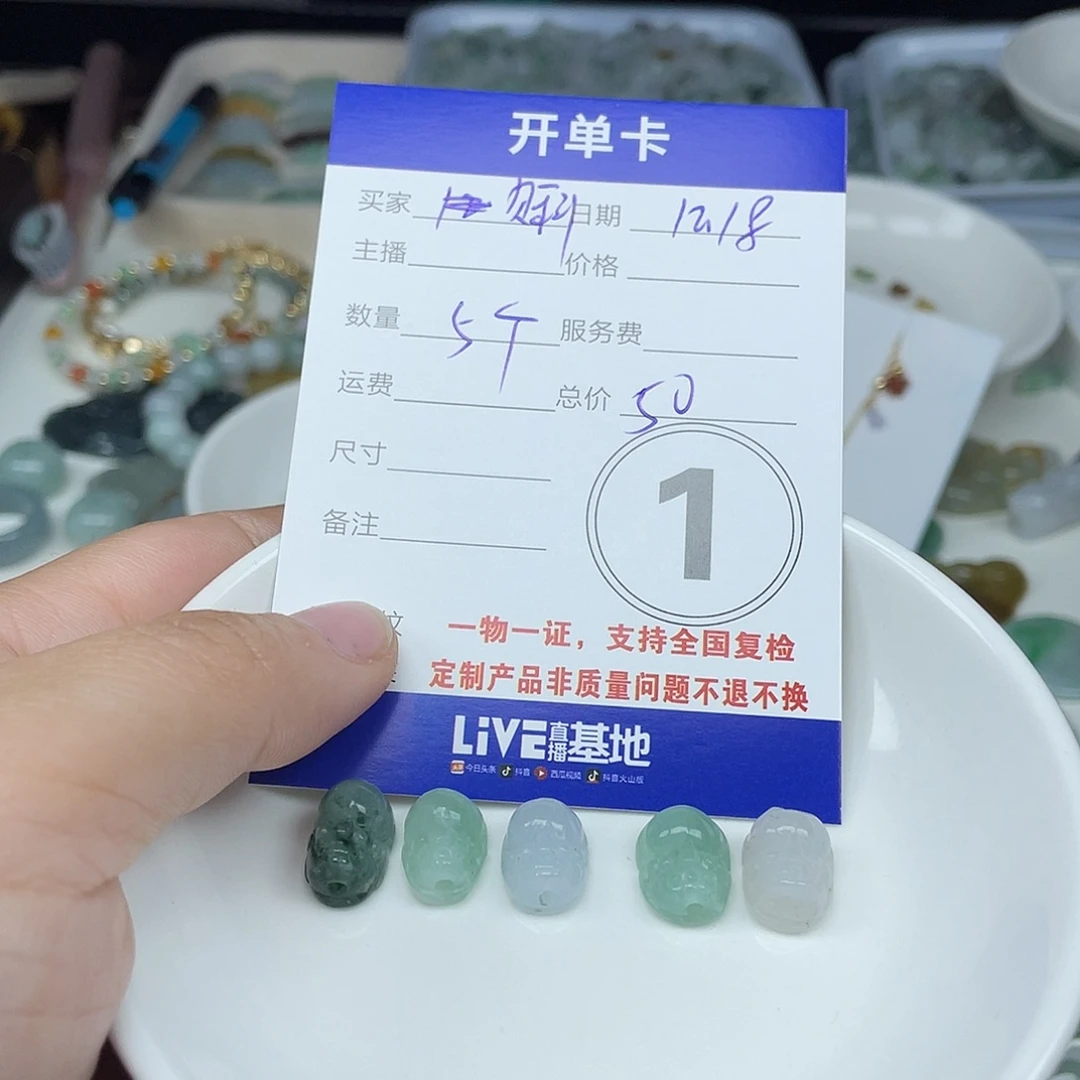 开单卡
买家 日期 12.18
主播 价格
数量 5个 服务费
运费 总价 50
尺寸
备注
1
纹
一物一证，支持全国复检
定制产品非质量问题不退不换
LiVE直播基地
今日头条 抖音 西瓜视频 抖音火山版